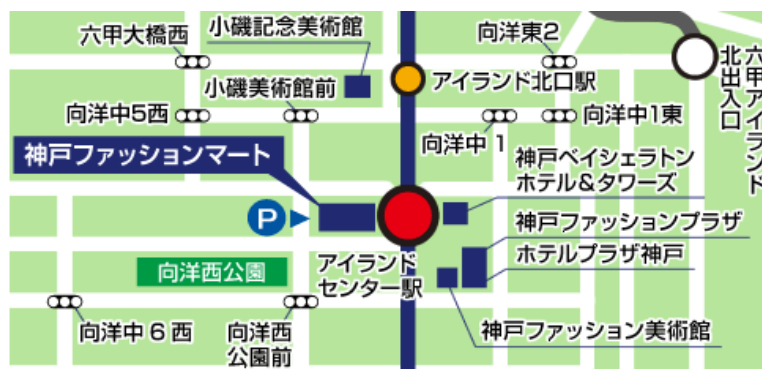 六甲大橋西
小磯記念美術館
向洋東2
小磯美術館前
アイランド北口駅
六甲アイランド
北出入口
向洋中5西
向洋中1
向洋中1東
神戸ファッションマート
神戸ベイシェラトン
ホテル&タワーズ
P
神戸ファッションプラザ
ホテルプラザ神戸
向洋西公園
アイランド
センター駅
向洋中6西
向洋西
公園前
神戸ファッション美術館